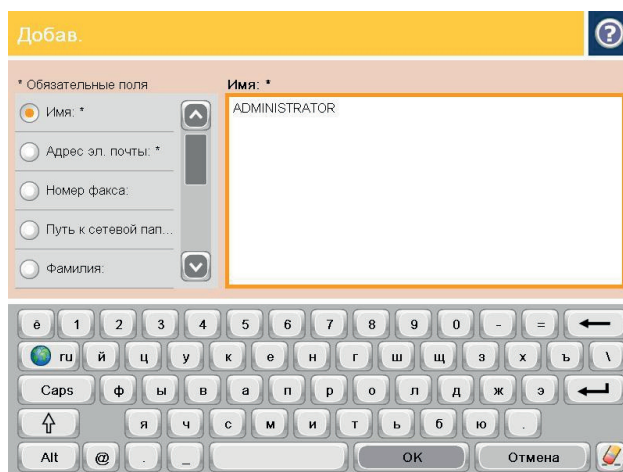 Добав.
?
* Обязательные поля
Имя: *
Имя: *
ADMINISTRATOR
Адрес эл. почты: *
Номер факса:
Путь к сетевой пап...
Фамилия:
ё 1 2 3 4 5 6 7 8 9 0 - =
ru й ц у к е н г ш щ з х ъ \
Caps ф ы в а п р о л д ж э
я ч с м и т ь б ю .
Alt @ . _ OK Отмена